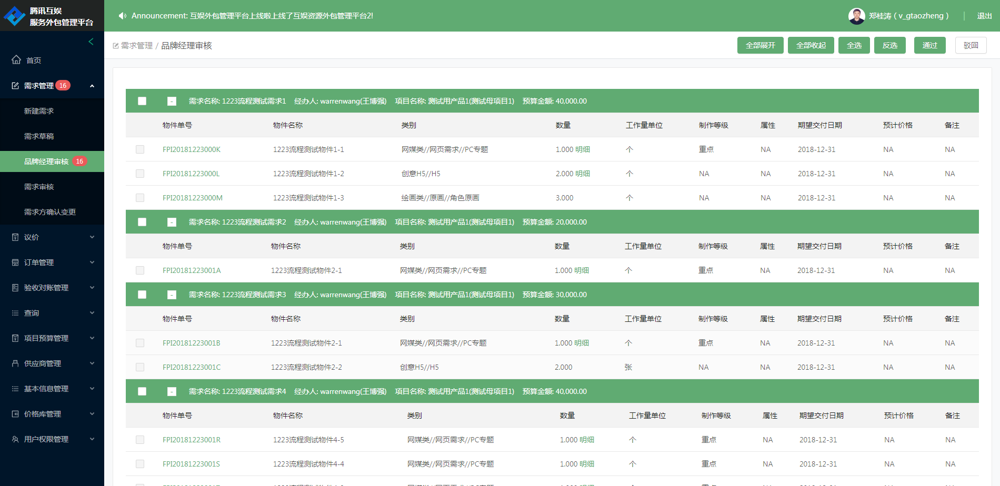 腾讯互娱
服务外包管理平台
Announcement: 互娱外包管理平台上线啦上线了互娱资源外包管理平台2!
郑桂涛 ( v_gtaozheng )
退出
首页
需求管理 16
新建需求
需求草稿
品牌经理审核 16
需求审核
需求方确认变更
议价
订单管理
验收对账管理
查询
项目预算管理
供应商管理
基本信息管理
价格库管理
用户权限管理
需求管理 / 品牌经理审核
全部展开 全部收起 全选 反选 通过 驳回
- 需求名称: 1223流程测试需求1 经办人: warrenwang(王博强) 项目名称: 测试用产品1(测试母项目1) 预算金额: 40,000.00
物件单号 物件名称 类别 数量 工作量单位 制作等级 属性 期望交付日期 预计价格 备注
FPI20181223000K 1223流程测试物件1-1 网媒类//网页需求//PC专题 1.000 明细 个 重点 NA 2018-12-31 NA NA
FPI20181223000L 1223流程测试物件1-2 创意H5//H5 2.000 明细 个 NA NA 2018-12-31 NA NA
FPI20181223000M 1223流程测试物件1-3 绘画类//原画//角色原画 3.000 个 NA NA 2018-12-31 NA NA
- 需求名称: 1223流程测试需求2 经办人: warrenwang(王博强) 项目名称: 测试用产品1(测试母项目1) 预算金额: 20,000.00
物件单号 物件名称 类别 数量 工作量单位 制作等级 属性 期望交付日期 预计价格 备注
FPI20181223001A 1223流程测试物件2-1 网媒类//网页需求//PC专题 1.000 明细 个 重点 NA 2018-12-31 NA NA
- 需求名称: 1223流程测试需求3 经办人: warrenwang(王博强) 项目名称: 测试用产品1(测试母项目1) 预算金额: 30,000.00
物件单号 物件名称 类别 数量 工作量单位 制作等级 属性 期望交付日期 预计价格 备注
FPI20181223001B 1223流程测试物件2-1 网媒类//网页需求//PC专题 1.000 明细 个 重点 NA 2018-12-31 NA NA
FPI20181223001C 1223流程测试物件2-2 创意H5//H5 2.000 张 NA NA 2018-12-31 NA NA
- 需求名称: 1223流程测试需求4 经办人: warrenwang(王博强) 项目名称: 测试用产品1(测试母项目1) 预算金额: 40,000.00
物件单号 物件名称 类别 数量 工作量单位 制作等级 属性 期望交付日期 预计价格 备注
FPI20181223001R 1223流程测试物件4-5 网媒类//网页需求//PC专题 1.000 明细 个 重点 NA 2018-12-31 NA NA
FPI20181223001S 1223流程测试物件4-4 网媒类//网页需求//PC专题 1.000 明细 个 重点 NA 2018-12-31 NA NA